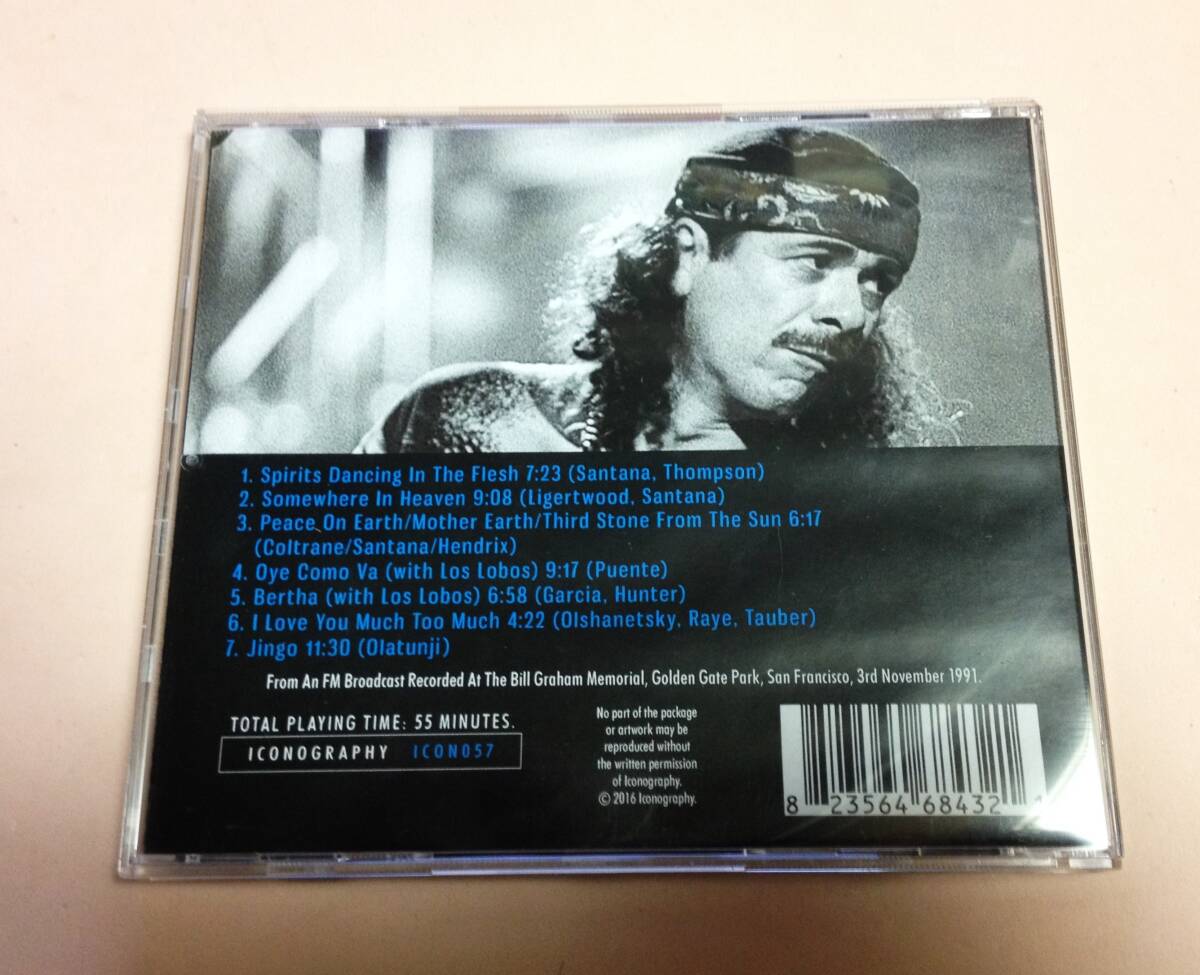 1. Spirits Dancing In The Flesh 7:23 (Santana, Thompson)
2. Somewhere In Heaven 9:08 (Ligertwood, Santana)
3. Peace On Earth/Mother Earth/Third Stone From The Sun 6:17
(Coltrane/Santana/Hendrix)
4. Oye Como Va (with Los Lobos) 9:17 (Puente)
5. Bertha (with Los Lobos) 6:58 (Garcia, Hunter)
6. I Love You Much Too Much 4:22 (Olshanetsky, Raye, Tauber)
7. Jingo 11:30 (Olatunji)
From An FM Broadcast Recorded At The Bill Graham Memorial, Golden Gate Park, San Francisco, 3rd November 1991.
TOTAL PLAYING TIME: 55 MINUTES.
ICONOGRAPHY ICON057
No part of the package
or artwork may be
reproduced without
the written permission
of Iconography.
© 2016 Iconography.
8 23564 68432 1